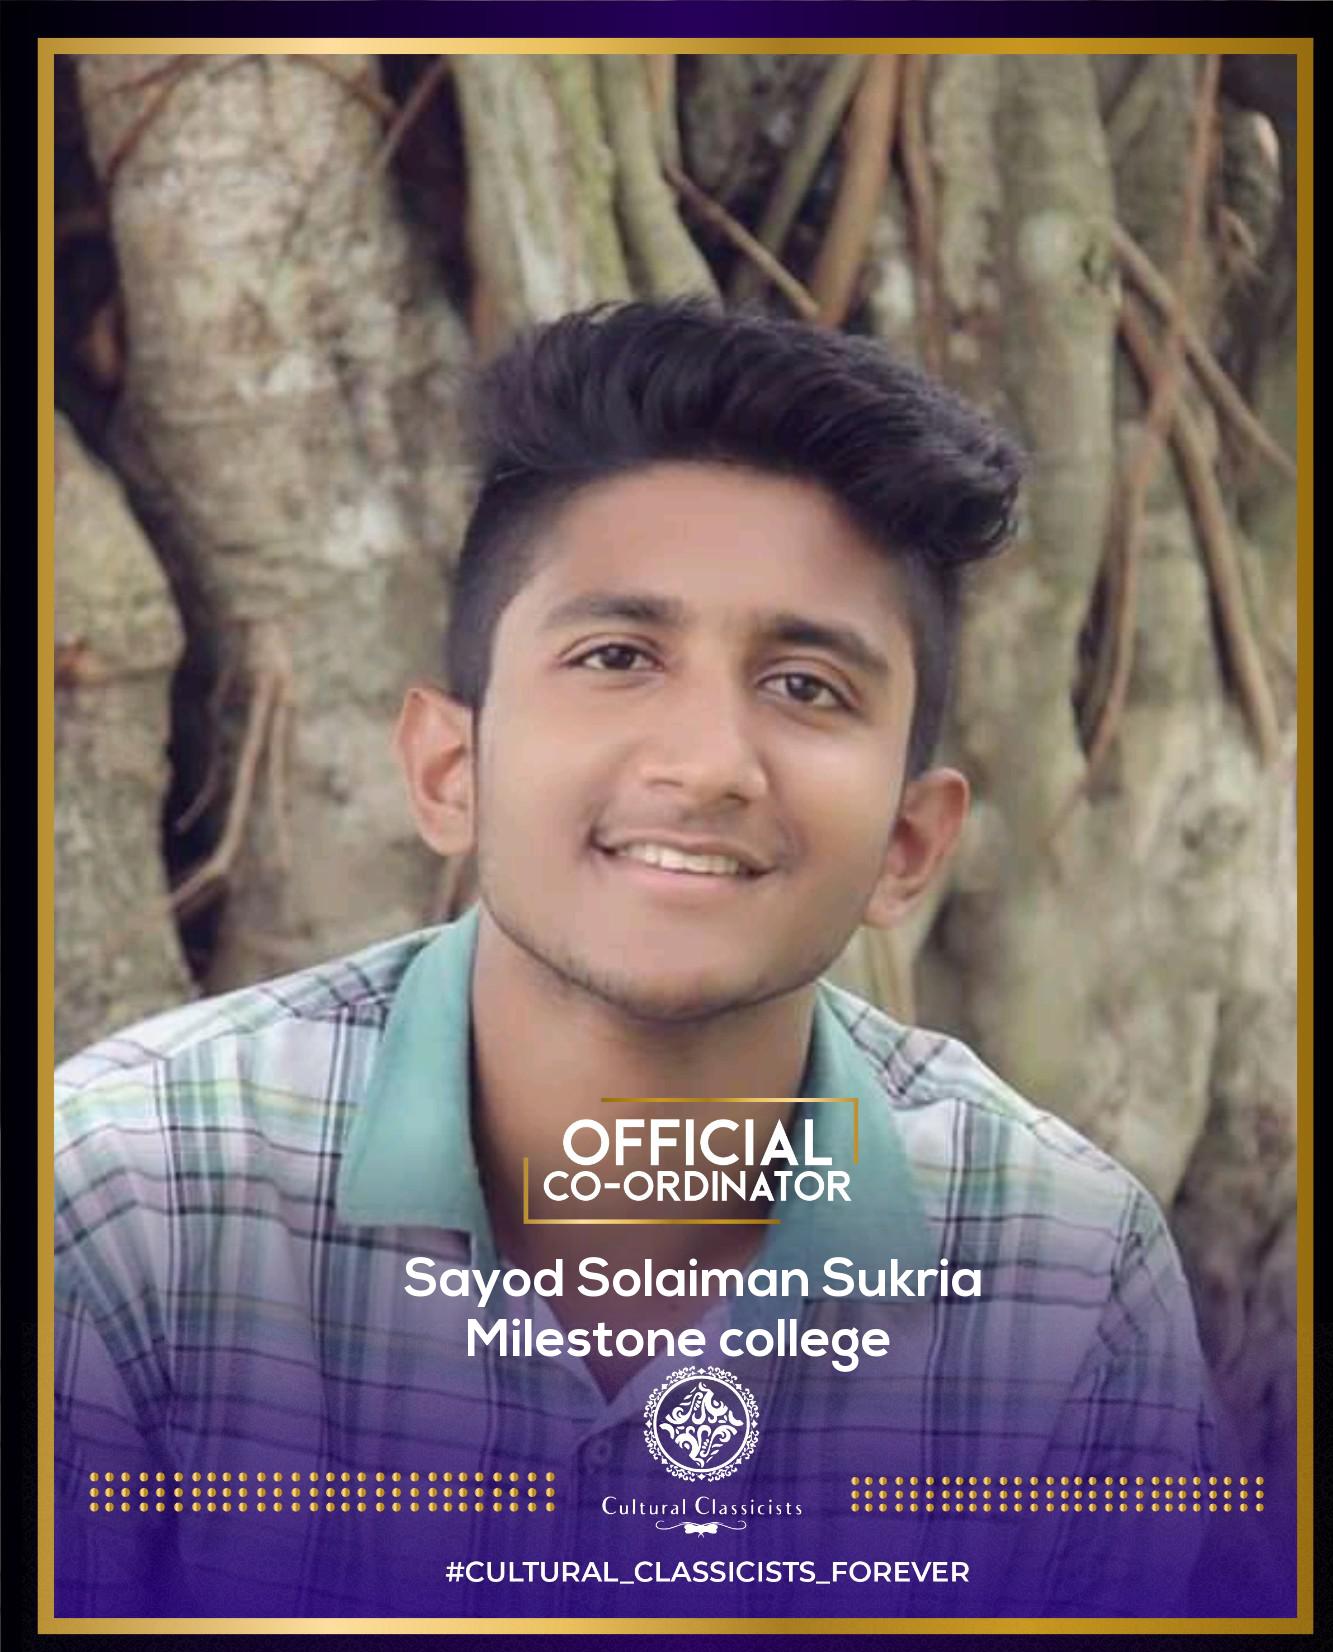 OFFICIAL
CO-ORDINATOR
Sayod Solaiman Sukria
Milestone college
Cultural Classicists
#CULTURAL_CLASSICISTS_FOREVER